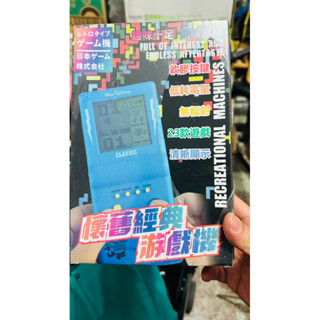 レトロタイプ
ゲーム機
日本ゲーム
株式会社
趣味十足
FULL OF INTEREST AND
ENDLESS AFTERTASTE
軟膠按鍵
低耗電量
無輻射
23款遊戲
清晰顯示
RECREATIONAL MACHINES
CLASSIC
懷舊經典
游戲機